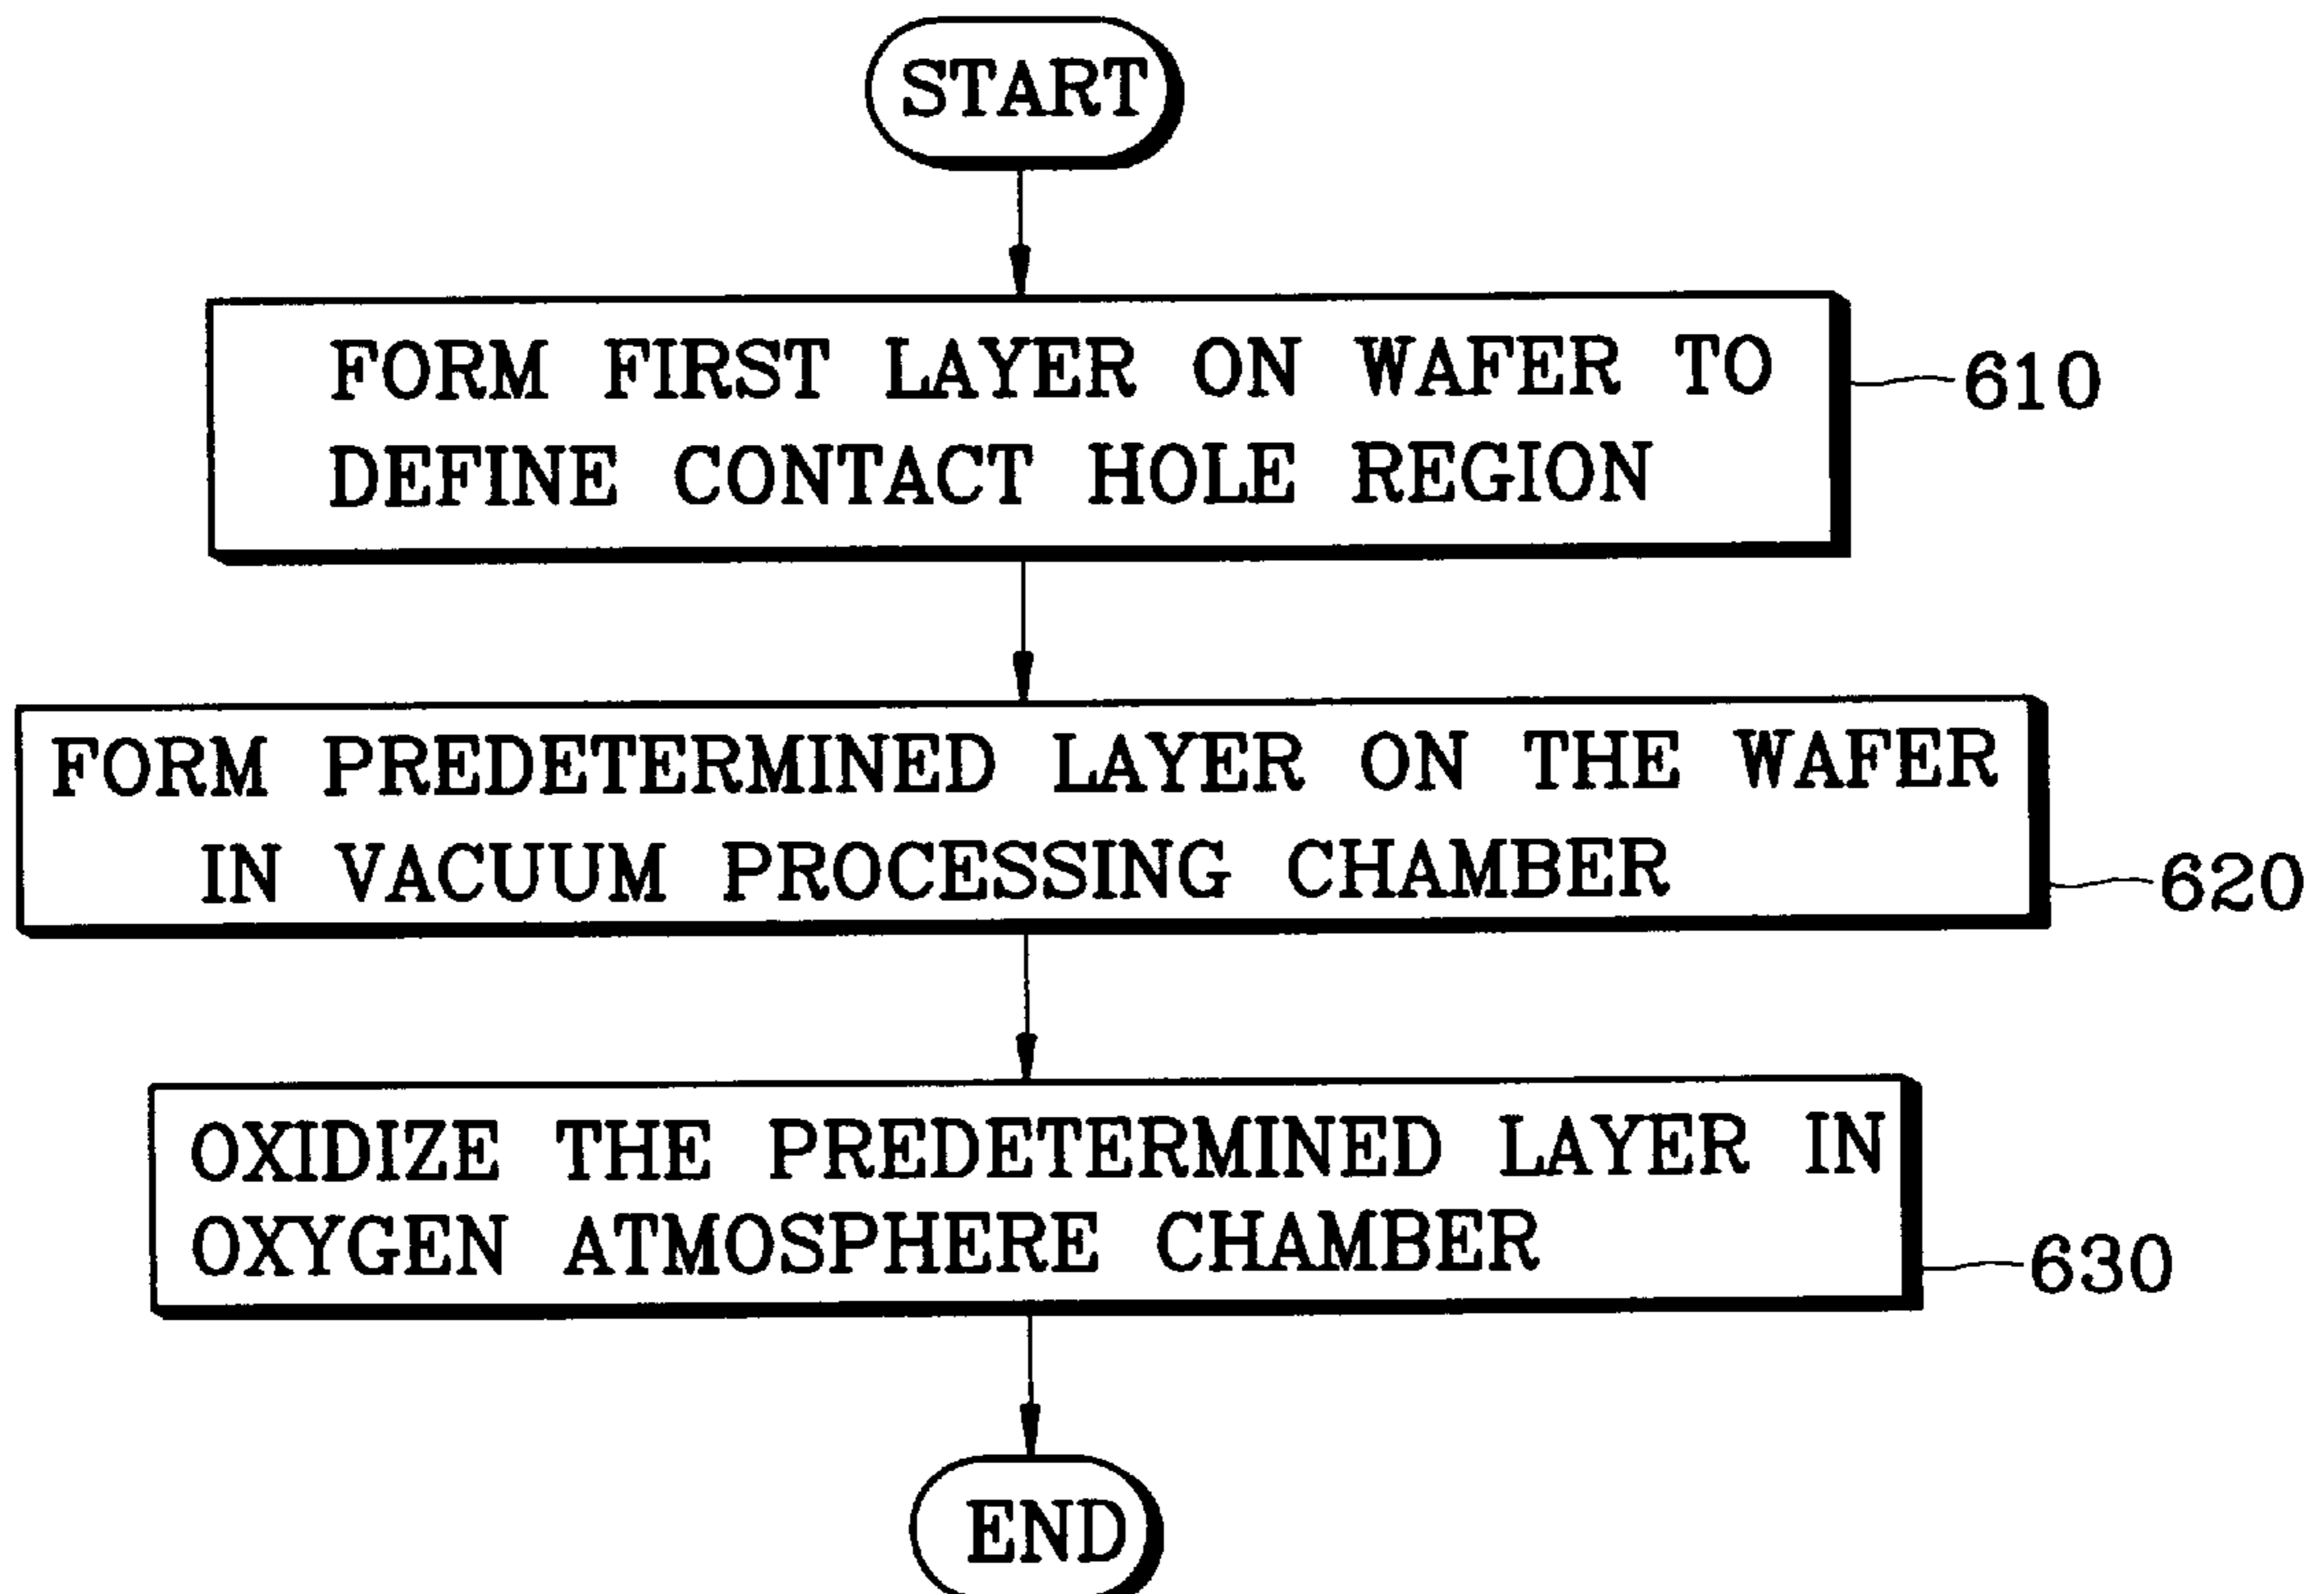 START
FORM FIRST LAYER ON WAFER TO
DEFINE CONTACT HOLE REGION
610
FORM PREDETERMINED LAYER ON THE WAFER
IN VACUUM PROCESSING CHAMBER
620
OXIDIZE THE PREDETERMINED LAYER IN
OXYGEN ATMOSPHERE CHAMBER
630
END